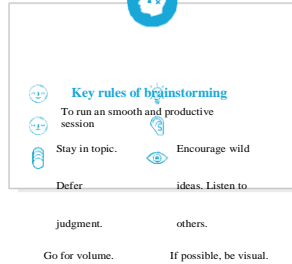 Key rules of brainstorming
To run an smooth and productive
session
Stay in topic.
Encourage wild
Defer
ideas. Listen to
judgment.
others.
Go for volume.
If possible, be visual.